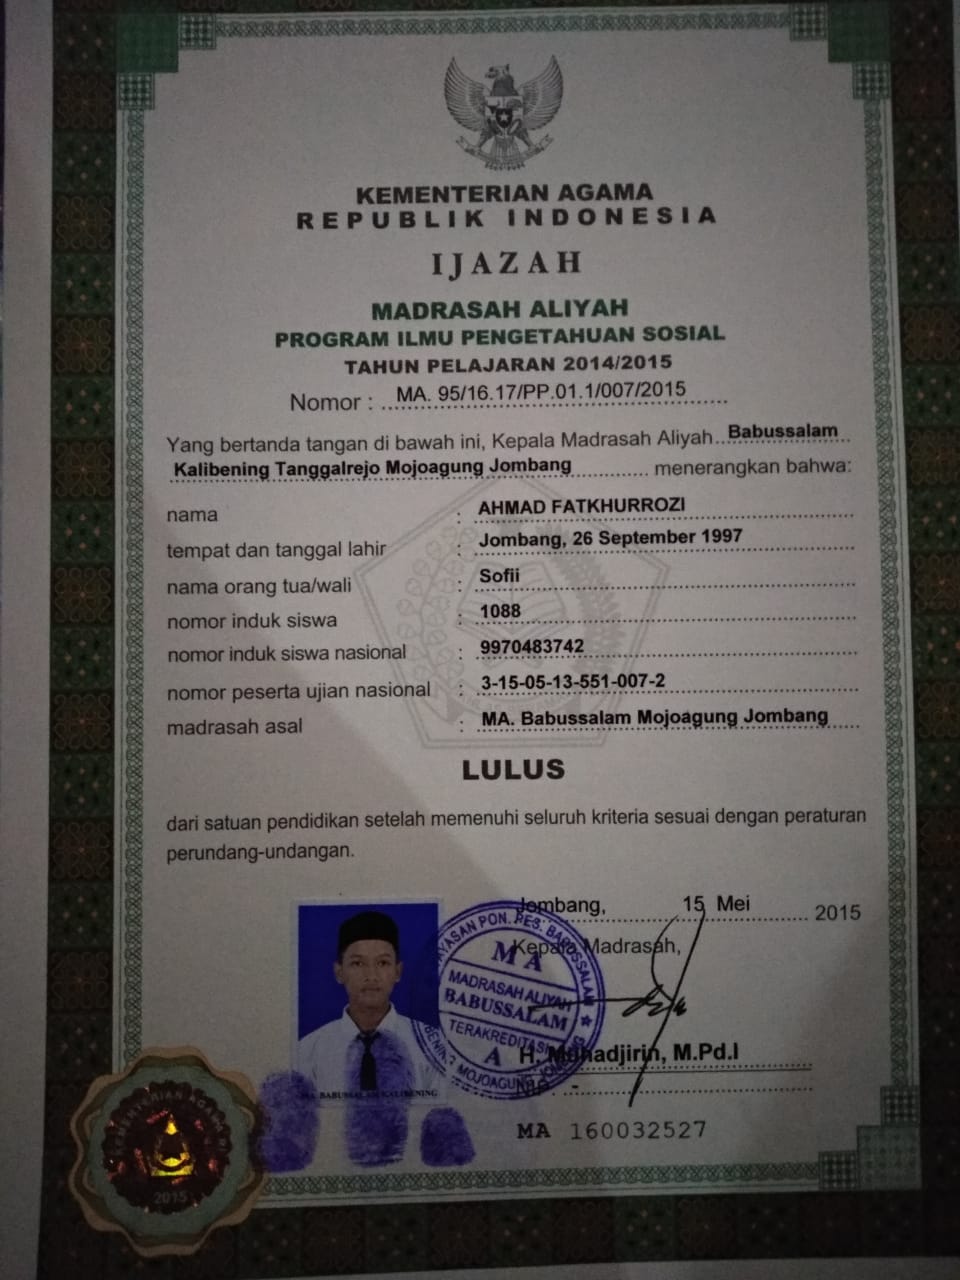 KEMENTERIAN AGAMA
REPUBLIK INDONESIA
IJAZAH
MADRASAH ALIYAH
PROGRAM ILMU PENGETAHUAN SOSIAL
TAHUN PELAJARAN 2014/2015
Nomor : MA. 95/16.17/PP.01.1/007/2015
Yang bertanda tangan di bawah ini, Kepala Madrasah Aliyah Babussalam
Kalibening Tanggalrejo Mojoagung Jombang menerangkan bahwa:
nama : AHMAD FATKHURROZI
tempat dan tanggal lahir : Jombang, 26 September 1997
nama orang tua/wali : Sofii
nomor induk siswa : 1088
nomor induk siswa nasional : 9970483742
nomor peserta ujian nasional : 3-15-05-13-551-007-2
madrasah asal : MA. Babussalam Mojoagung Jombang
LULUS
dari satuan pendidikan setelah memenuhi seluruh kriteria sesuai dengan peraturan
perundang-undangan.
Jombang, 15 Mei 2015
Kepala Madrasah,
YAYASAN PON. PES. BABUSSALAM
MA
MADRASAH ALIYAH
BABUSSALAM
TERAKREDITASI
A
MOJOAGUNG JOMBANG
H. Muhadjirin, M.Pd.I
Nip. -
MA. BABUSSALAM KALIBENING
MA 160032527
KEMENTERIAN AGAMA
2015